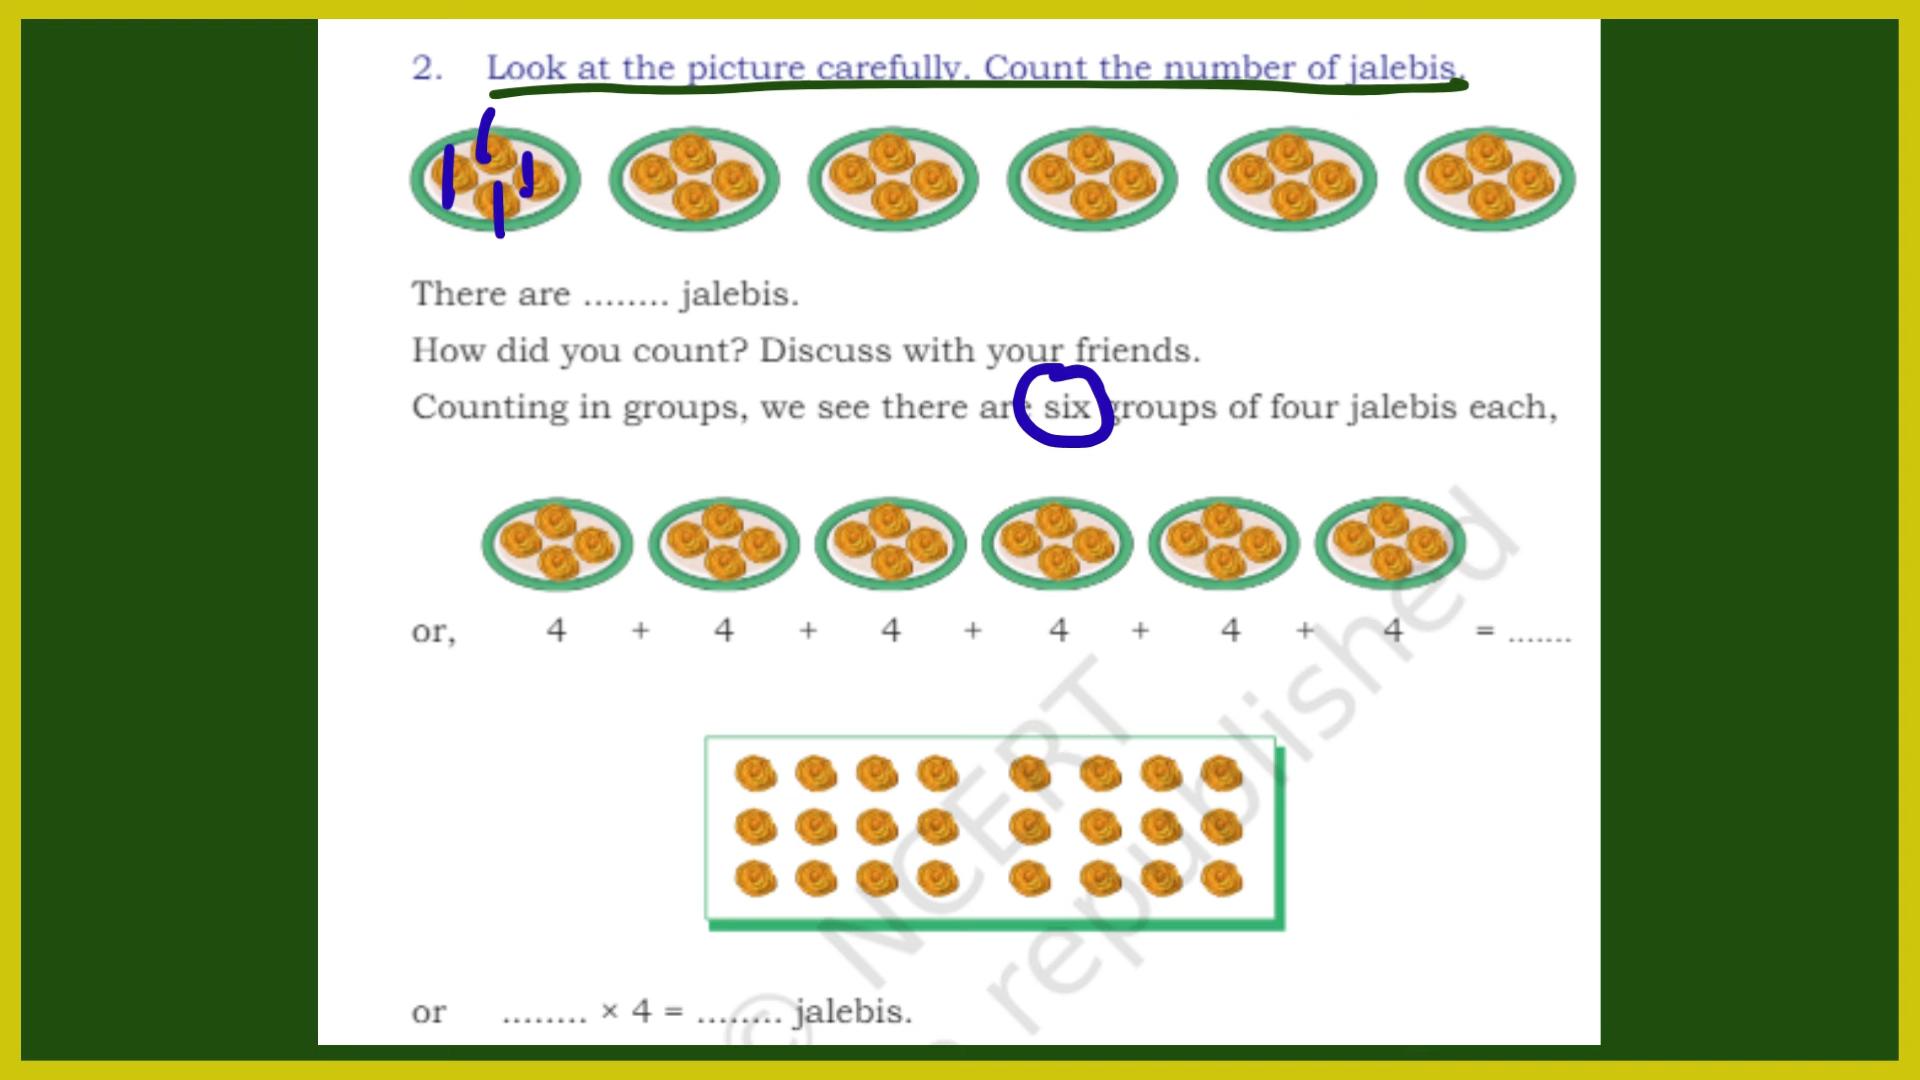 2. Look at the picture carefully. Count the number of jalebis.
There are ........ jalebis.
How did you count? Discuss with your friends.
Counting in groups, we see there are six groups of four jalebis each,
or, 4 + 4 + 4 + 4 + 4 + 4 = .......
or ........ × 4 = ........ jalebis.
© NCERT
republished